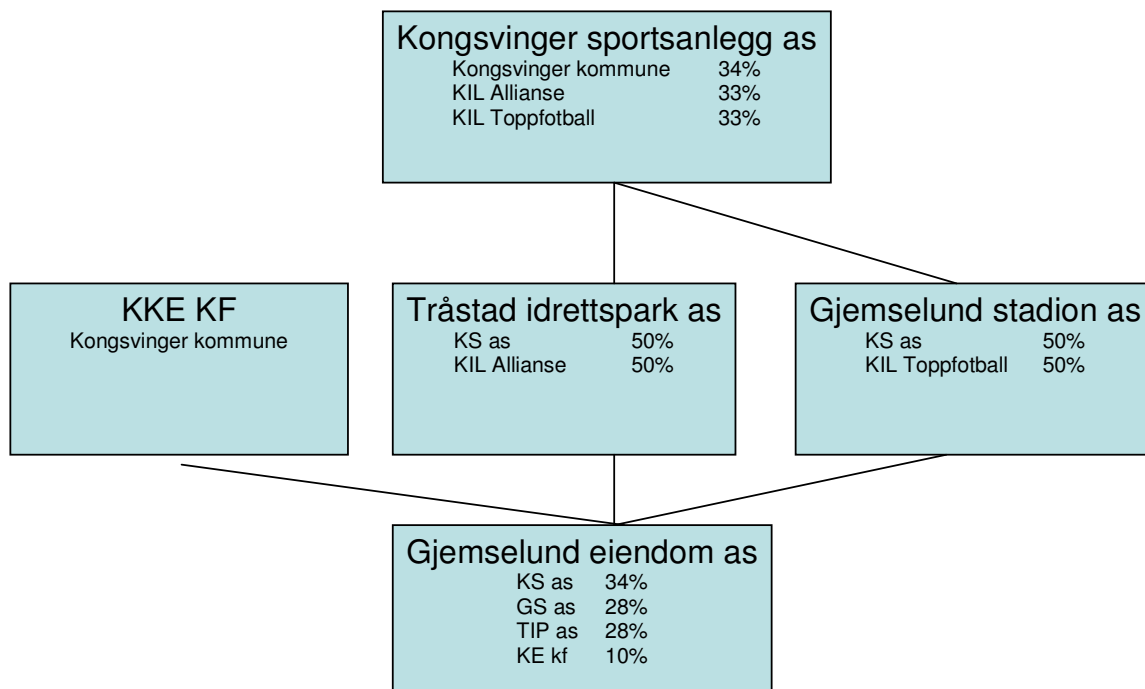 Kongsvinger sportsanlegg as
Kongsvinger kommune 34%
KIL Allianse 33%
KIL Toppfotball 33%
KKE KF
Kongsvinger kommune
Tråstad idrettspark as
KS as 50%
KIL Allianse 50%
Gjemselund stadion as
KS as 50%
KIL Toppfotball 50%
Gjemselund eiendom as
KS as 34%
GS as 28%
TIP as 28%
KE kf 10%